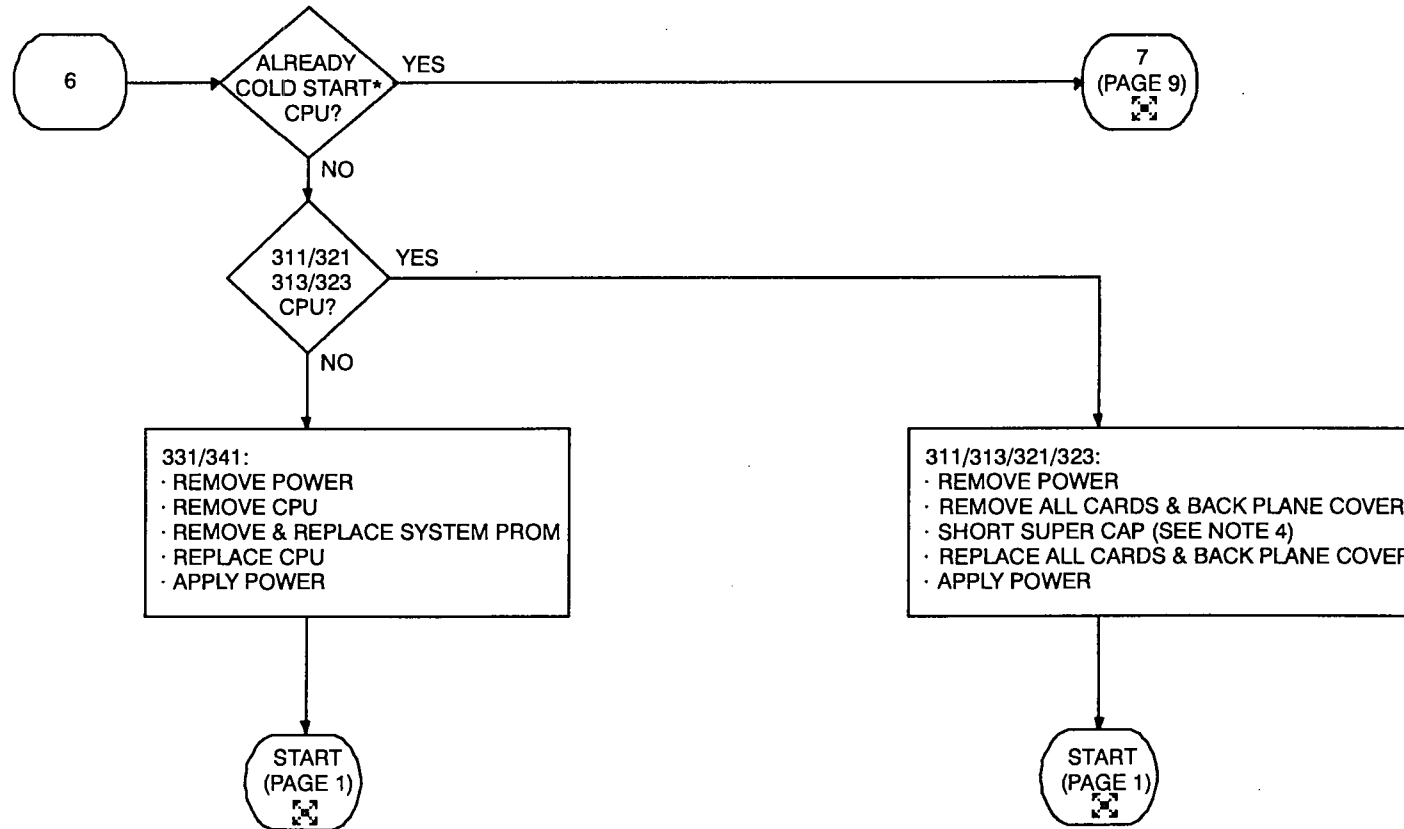 6
ALREADY
COLD START*
CPU?
YES
7
(PAGE 9)
NO
311/321
313/323
CPU?
YES
NO
331/341:
· REMOVE POWER
· REMOVE CPU
· REMOVE & REPLACE SYSTEM PROM
· REPLACE CPU
· APPLY POWER
311/313/321/323:
· REMOVE POWER
· REMOVE ALL CARDS & BACK PLANE COVER
· SHORT SUPER CAP (SEE NOTE 4)
· REPLACE ALL CARDS & BACK PLANE COVER
· APPLY POWER
START
(PAGE 1)
START
(PAGE 1)